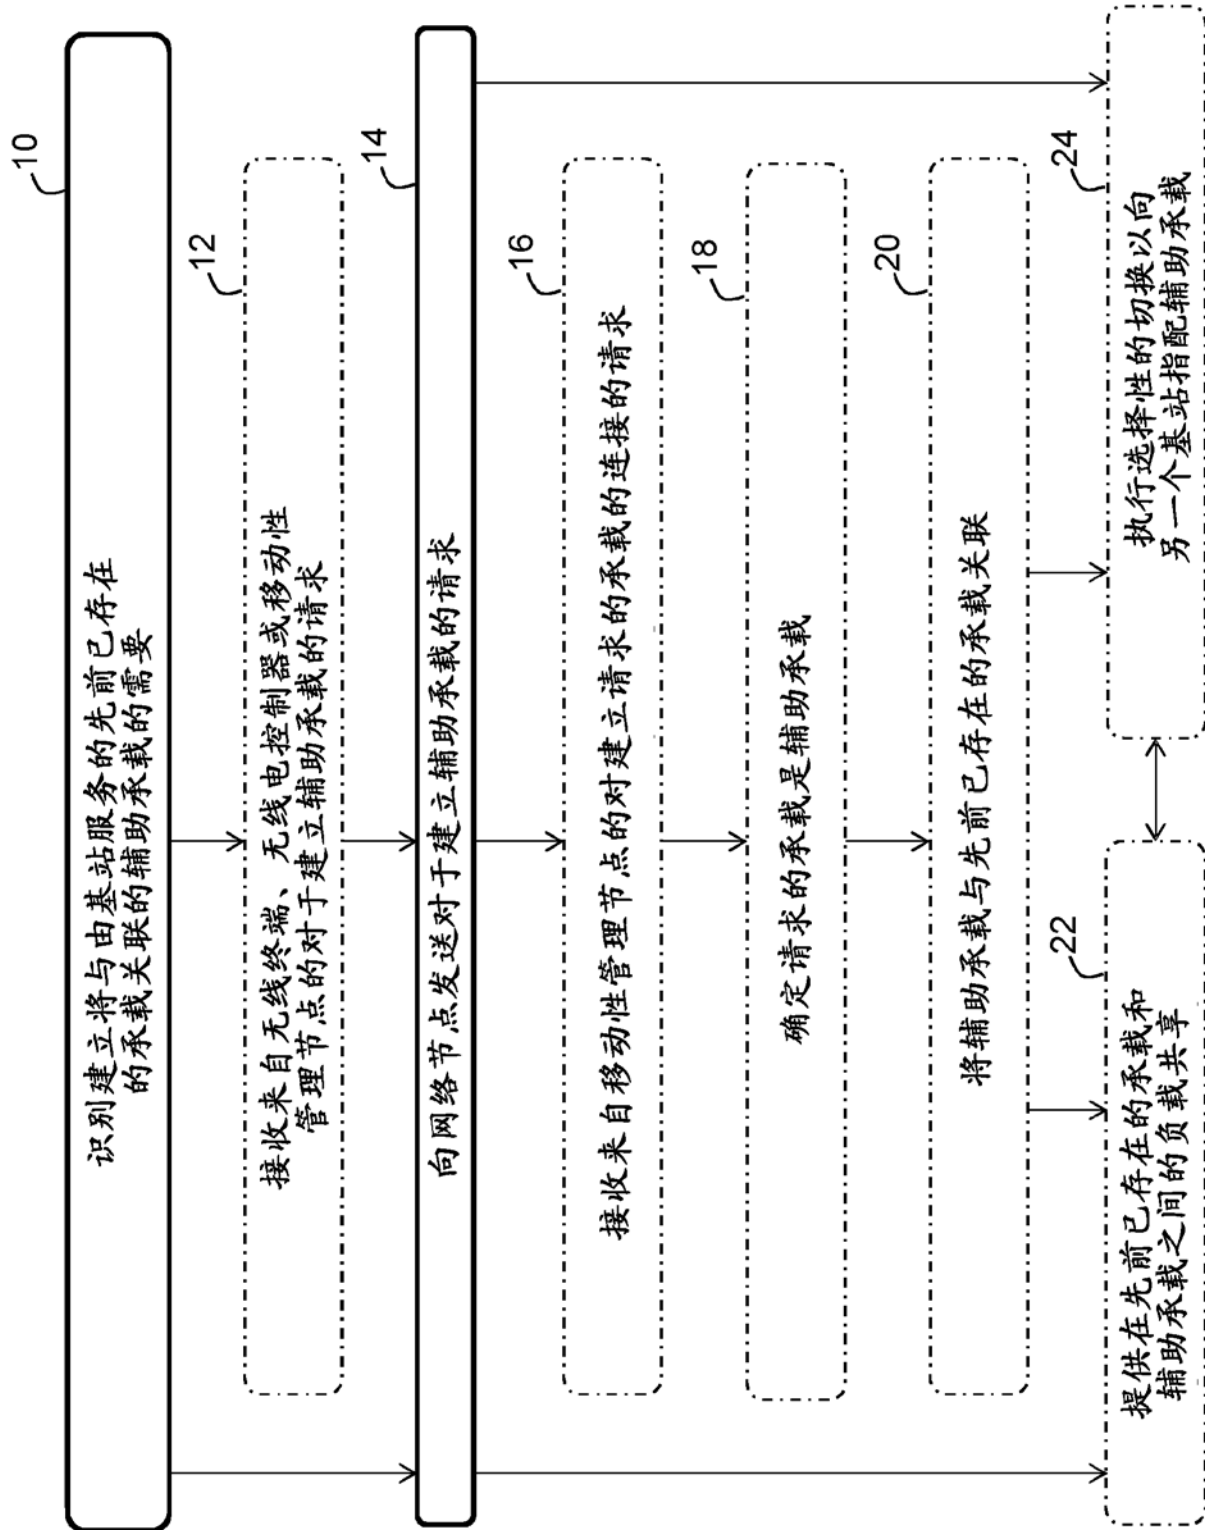 10
识别建立将与由基站服务的先前已存在
的承载关联的辅助承载的需要
12
接收来自无线终端、无线电控制器或移动性
管理节点的对于建立辅助承载的请求
14
向网络节点发送对于建立辅助承载的请求
16
接收来自移动性管理节点的对建立请求的承载的连接的请求
18
确定请求的承载是辅助承载
20
将辅助承载与先前已存在的承载关联
22
提供在先前已存在的承载和
辅助承载之间的负载共享
24
执行选择性的切换以向
另一个基站指配辅助承载